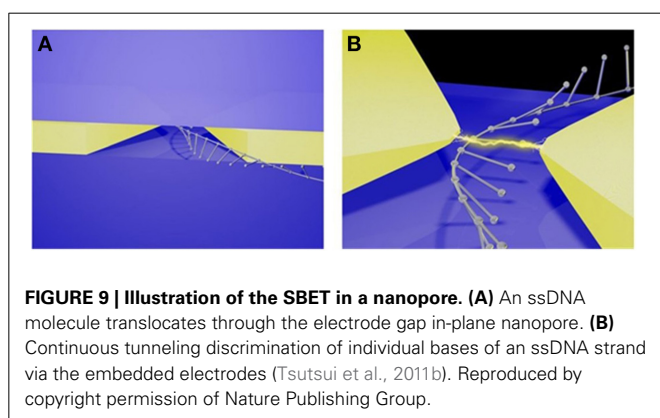 A
B
FIGURE 9 | Illustration of the SBET in a nanopore. (A) An ssDNA
molecule translocates through the electrode gap in-plane nanopore. (B)
Continuous tunneling discrimination of individual bases of an ssDNA strand
via the embedded electrodes (Tsutsui et al., 2011b). Reproduced by
copyright permission of Nature Publishing Group.